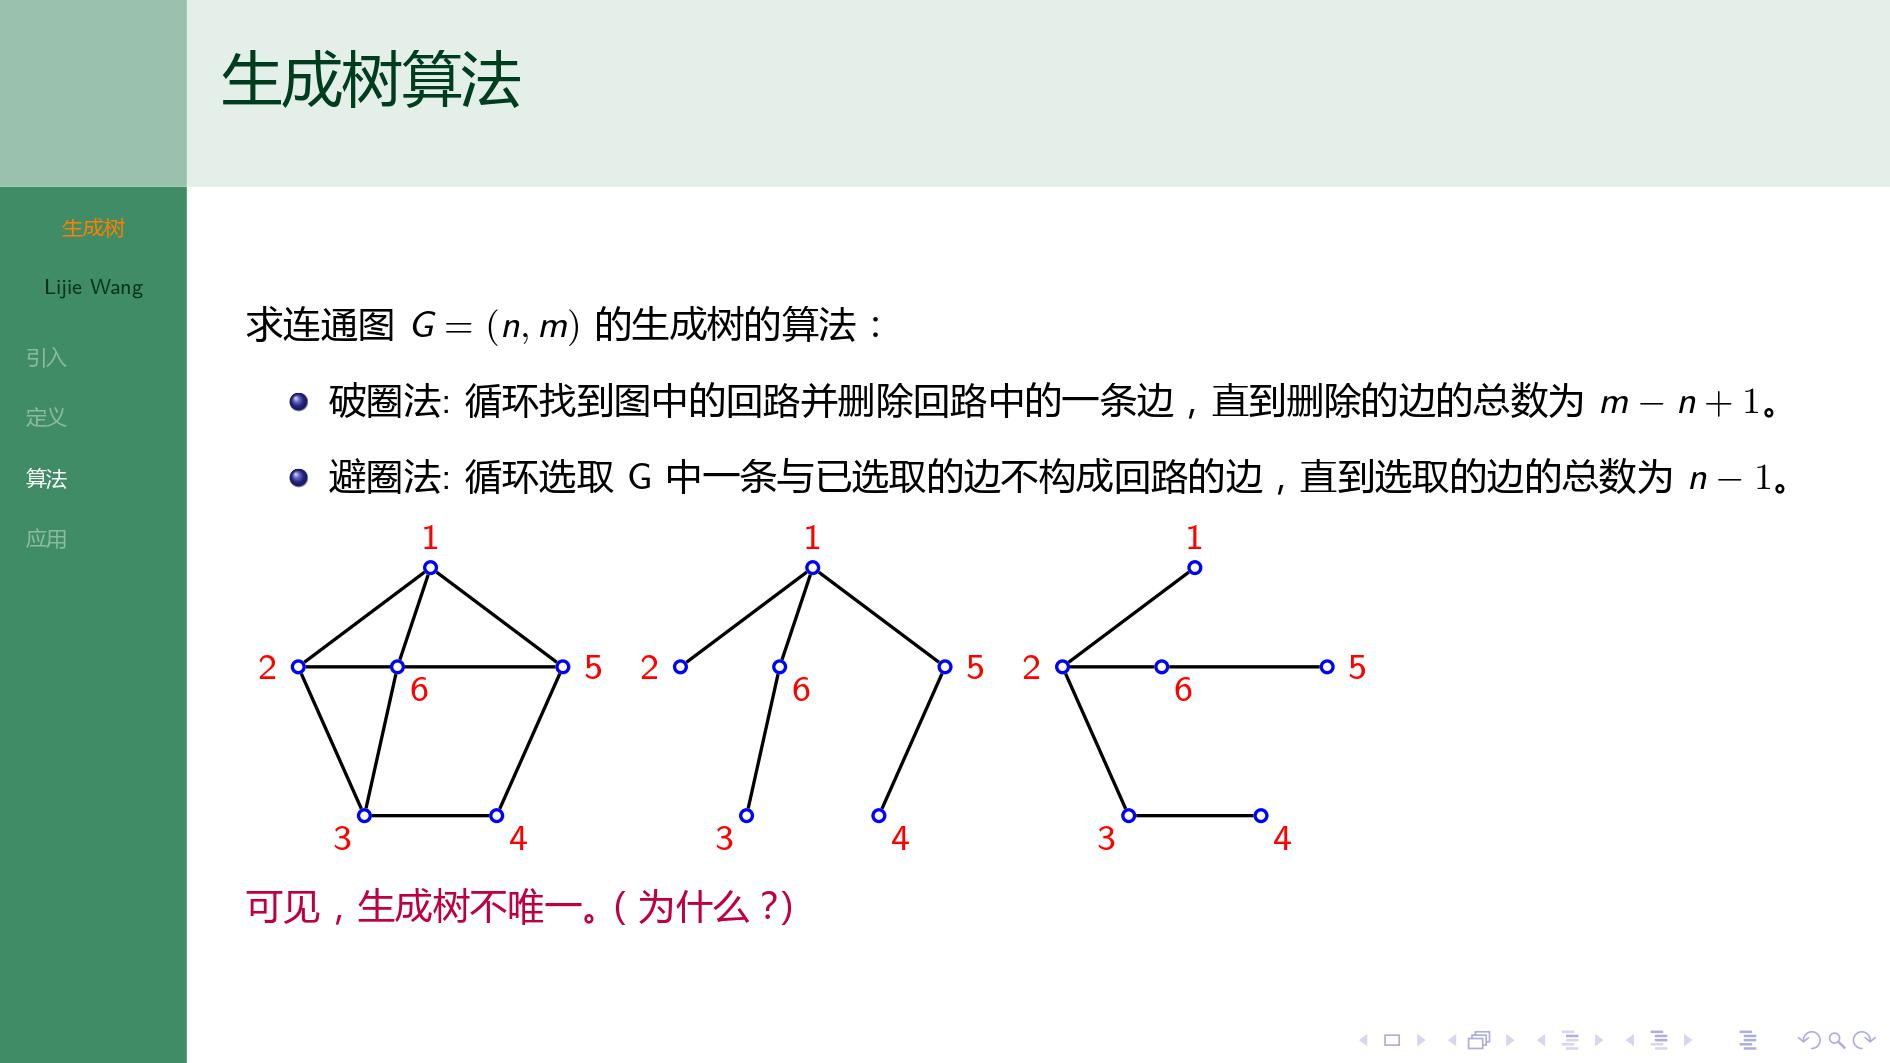 生成树算法
生成树
Lijie Wang
引入
定义
算法
应用
求连通图 G = (n, m) 的生成树的算法：
破圈法: 循环找到图中的回路并删除回路中的一条边，直到删除的边的总数为 m − n + 1。
避圈法: 循环选取 G 中一条与已选取的边不构成回路的边，直到选取的边的总数为 n − 1。
1
2
6
5
3
4
1
2
6
5
3
4
1
2
6
5
3
4
可见，生成树不唯一。( 为什么？)